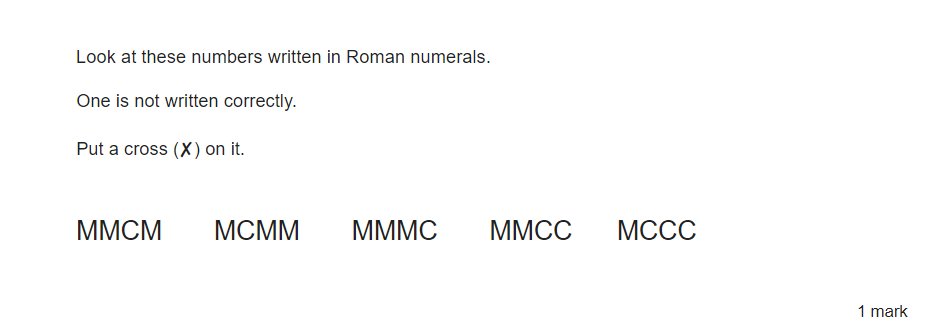 Look at these numbers written in Roman numerals.
One is not written correctly.
Put a cross (✗) on it.
MMCM MCMM MMMC MMCC MCCC
1 mark